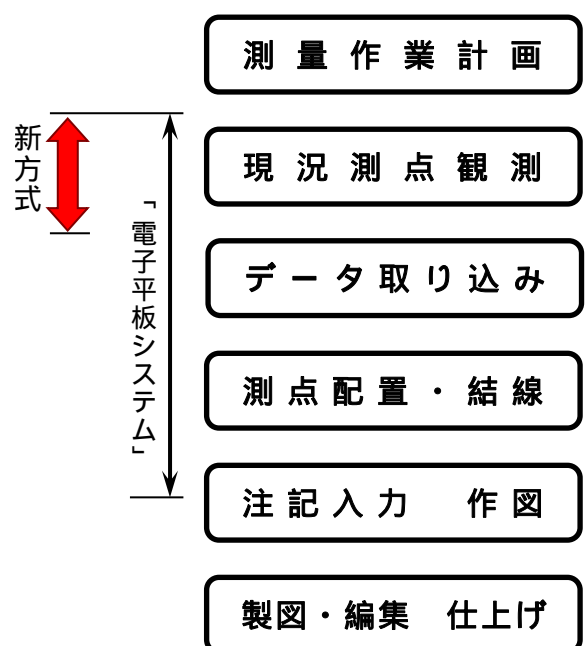 測量作業計画
新方式
現況測点観測
「電子平板システム」
データ取り込み
測点配置・結線
注記入力　作図
製図・編集　仕上げ